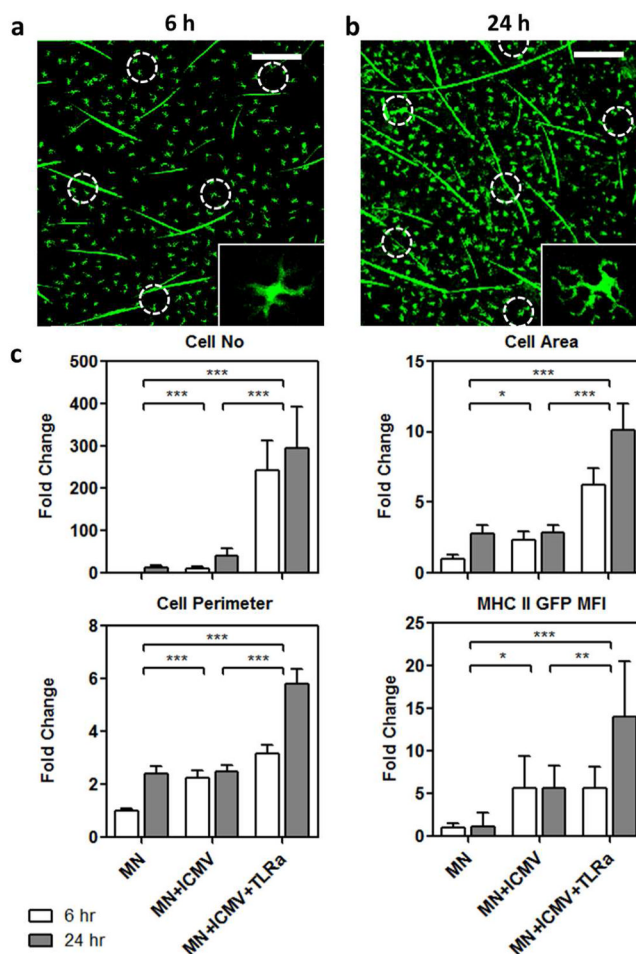 a 6 h b 24 h
c
Cell No
Fold Change
500
400
300
200
100
0
***
*** ***
Cell Area
Fold Change
15
10
5
0
***
* ***
Cell Perimeter
Fold Change
8
6
4
2
0
***
*** ***
MN
MN+ICMV
MN+ICMV+TLRa
MHC II GFP MFI
Fold Change
25
20
15
10
5
0
***
* **
MN
MN+ICMV
MN+ICMV+TLRa
6 hr
24 hr